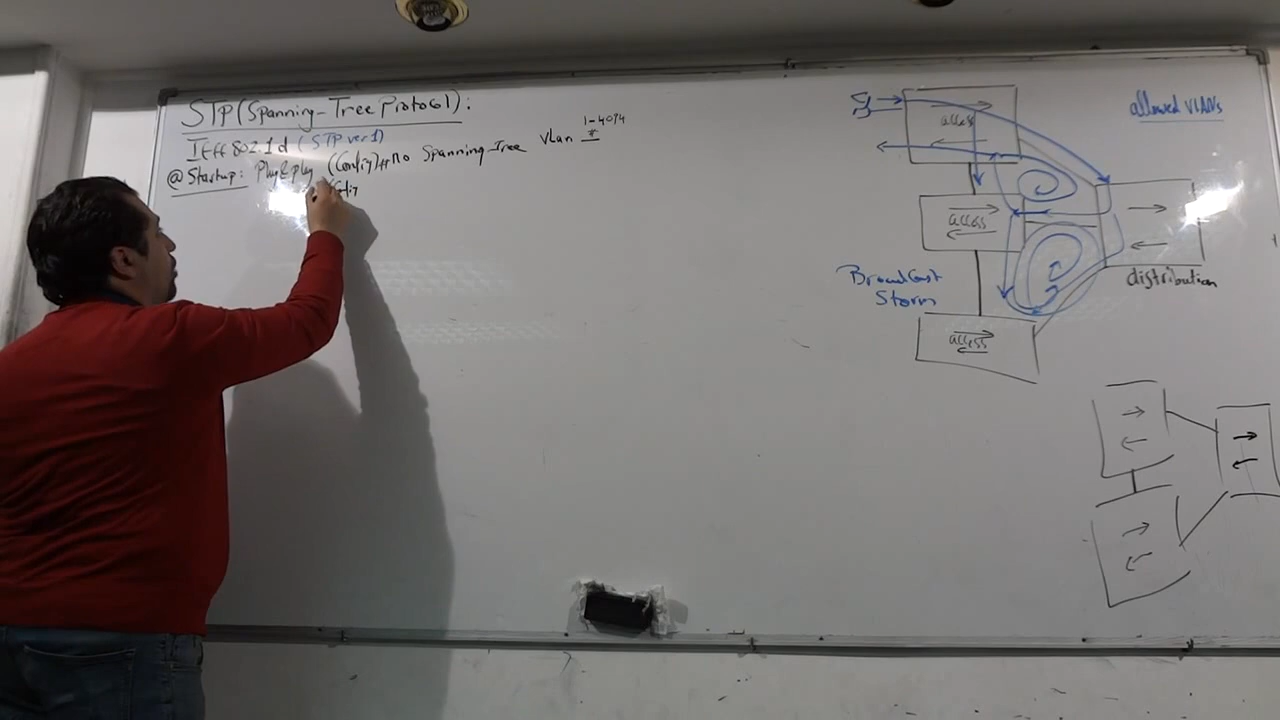 STP (Spanning-Tree Protocol):
IEEE 802.1d (STP ver1)
1-4094
@Startup: Plug&play (Config)## no Spanning-Tree vlan *
access
access
access
Broadcast
Storm
allowed VLANs
distribution